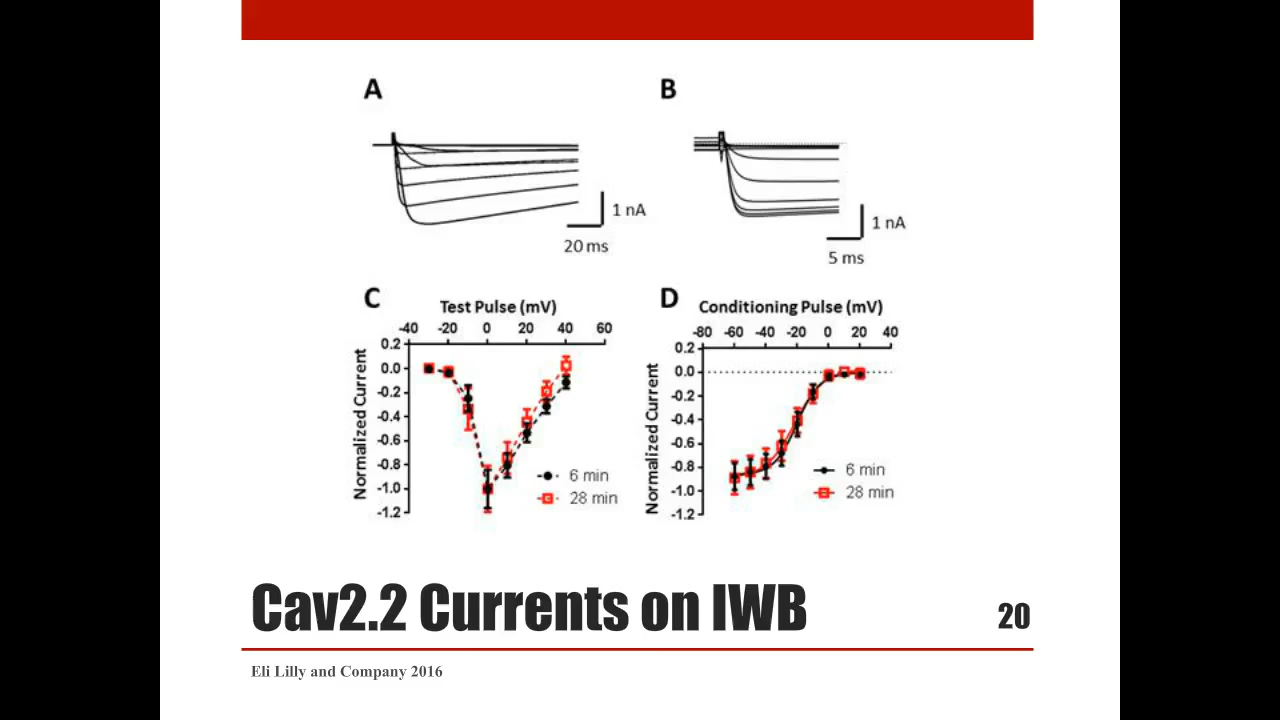 A
B
1 nA
20 ms
1 nA
5 ms
C
Test Pulse (mV)
-40 -20 0 20 40 60
0.2
0.0
-0.2
-0.4
-0.6
-0.8
-1.0
-1.2
Normalized Current
6 min
28 min
D
Conditioning Pulse (mV)
-80 -60 -40 -20 0 20 40
0.2
0.0
-0.2
-0.4
-0.6
-0.8
-1.0
-1.2
Normalized Current
6 min
28 min
Cav2.2 Currents on IWB
20
Eli Lilly and Company 2016